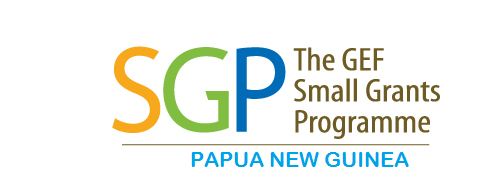 SGP
The GEF
Small Grants
Programme
PAPUA NEW GUINEA